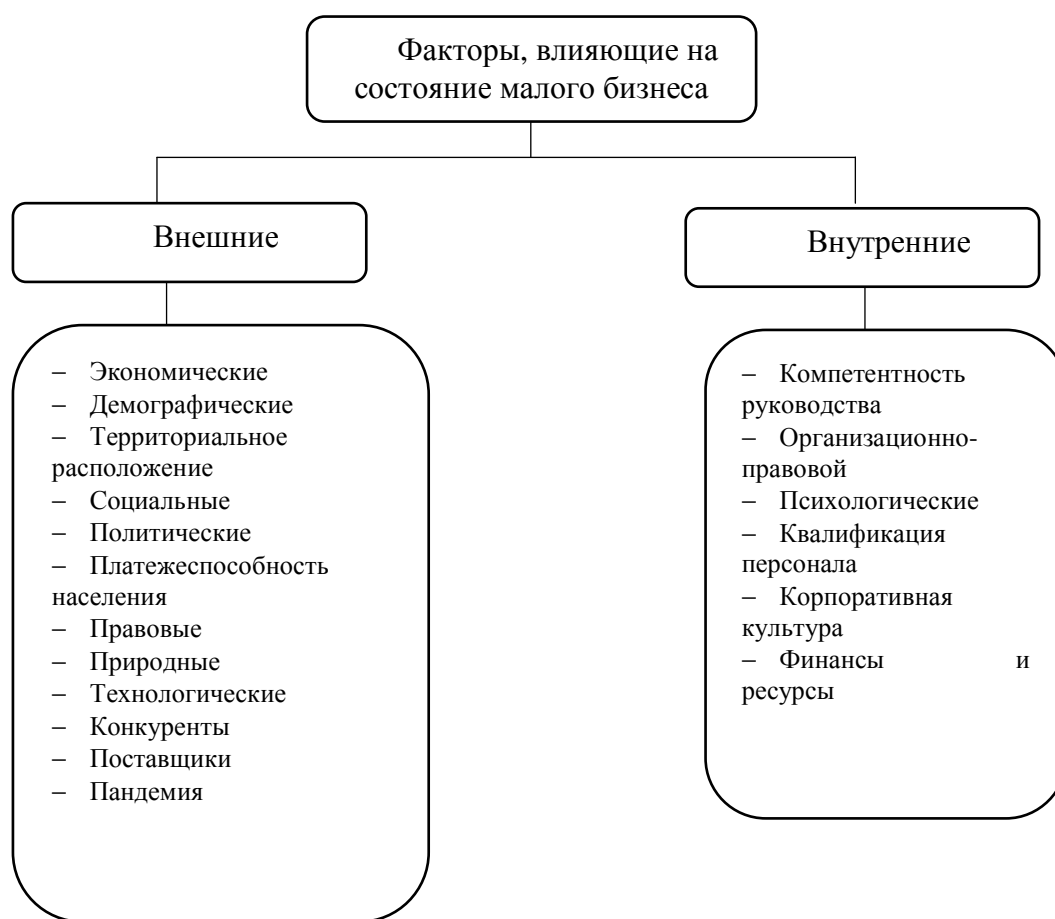 Факторы, влияющие на
состояние малого бизнеса
Внешние
Внутренние
– Экономические
– Демографические
– Территориальное
расположение
– Социальные
– Политические
– Платежеспособность
населения
– Правовые
– Природные
– Технологические
– Конкуренты
– Поставщики
– Пандемия
– Компетентность
руководства
– Организационно-
правовой
– Психологические
– Квалификация
персонала
– Корпоративная
культура
– Финансы и
ресурсы